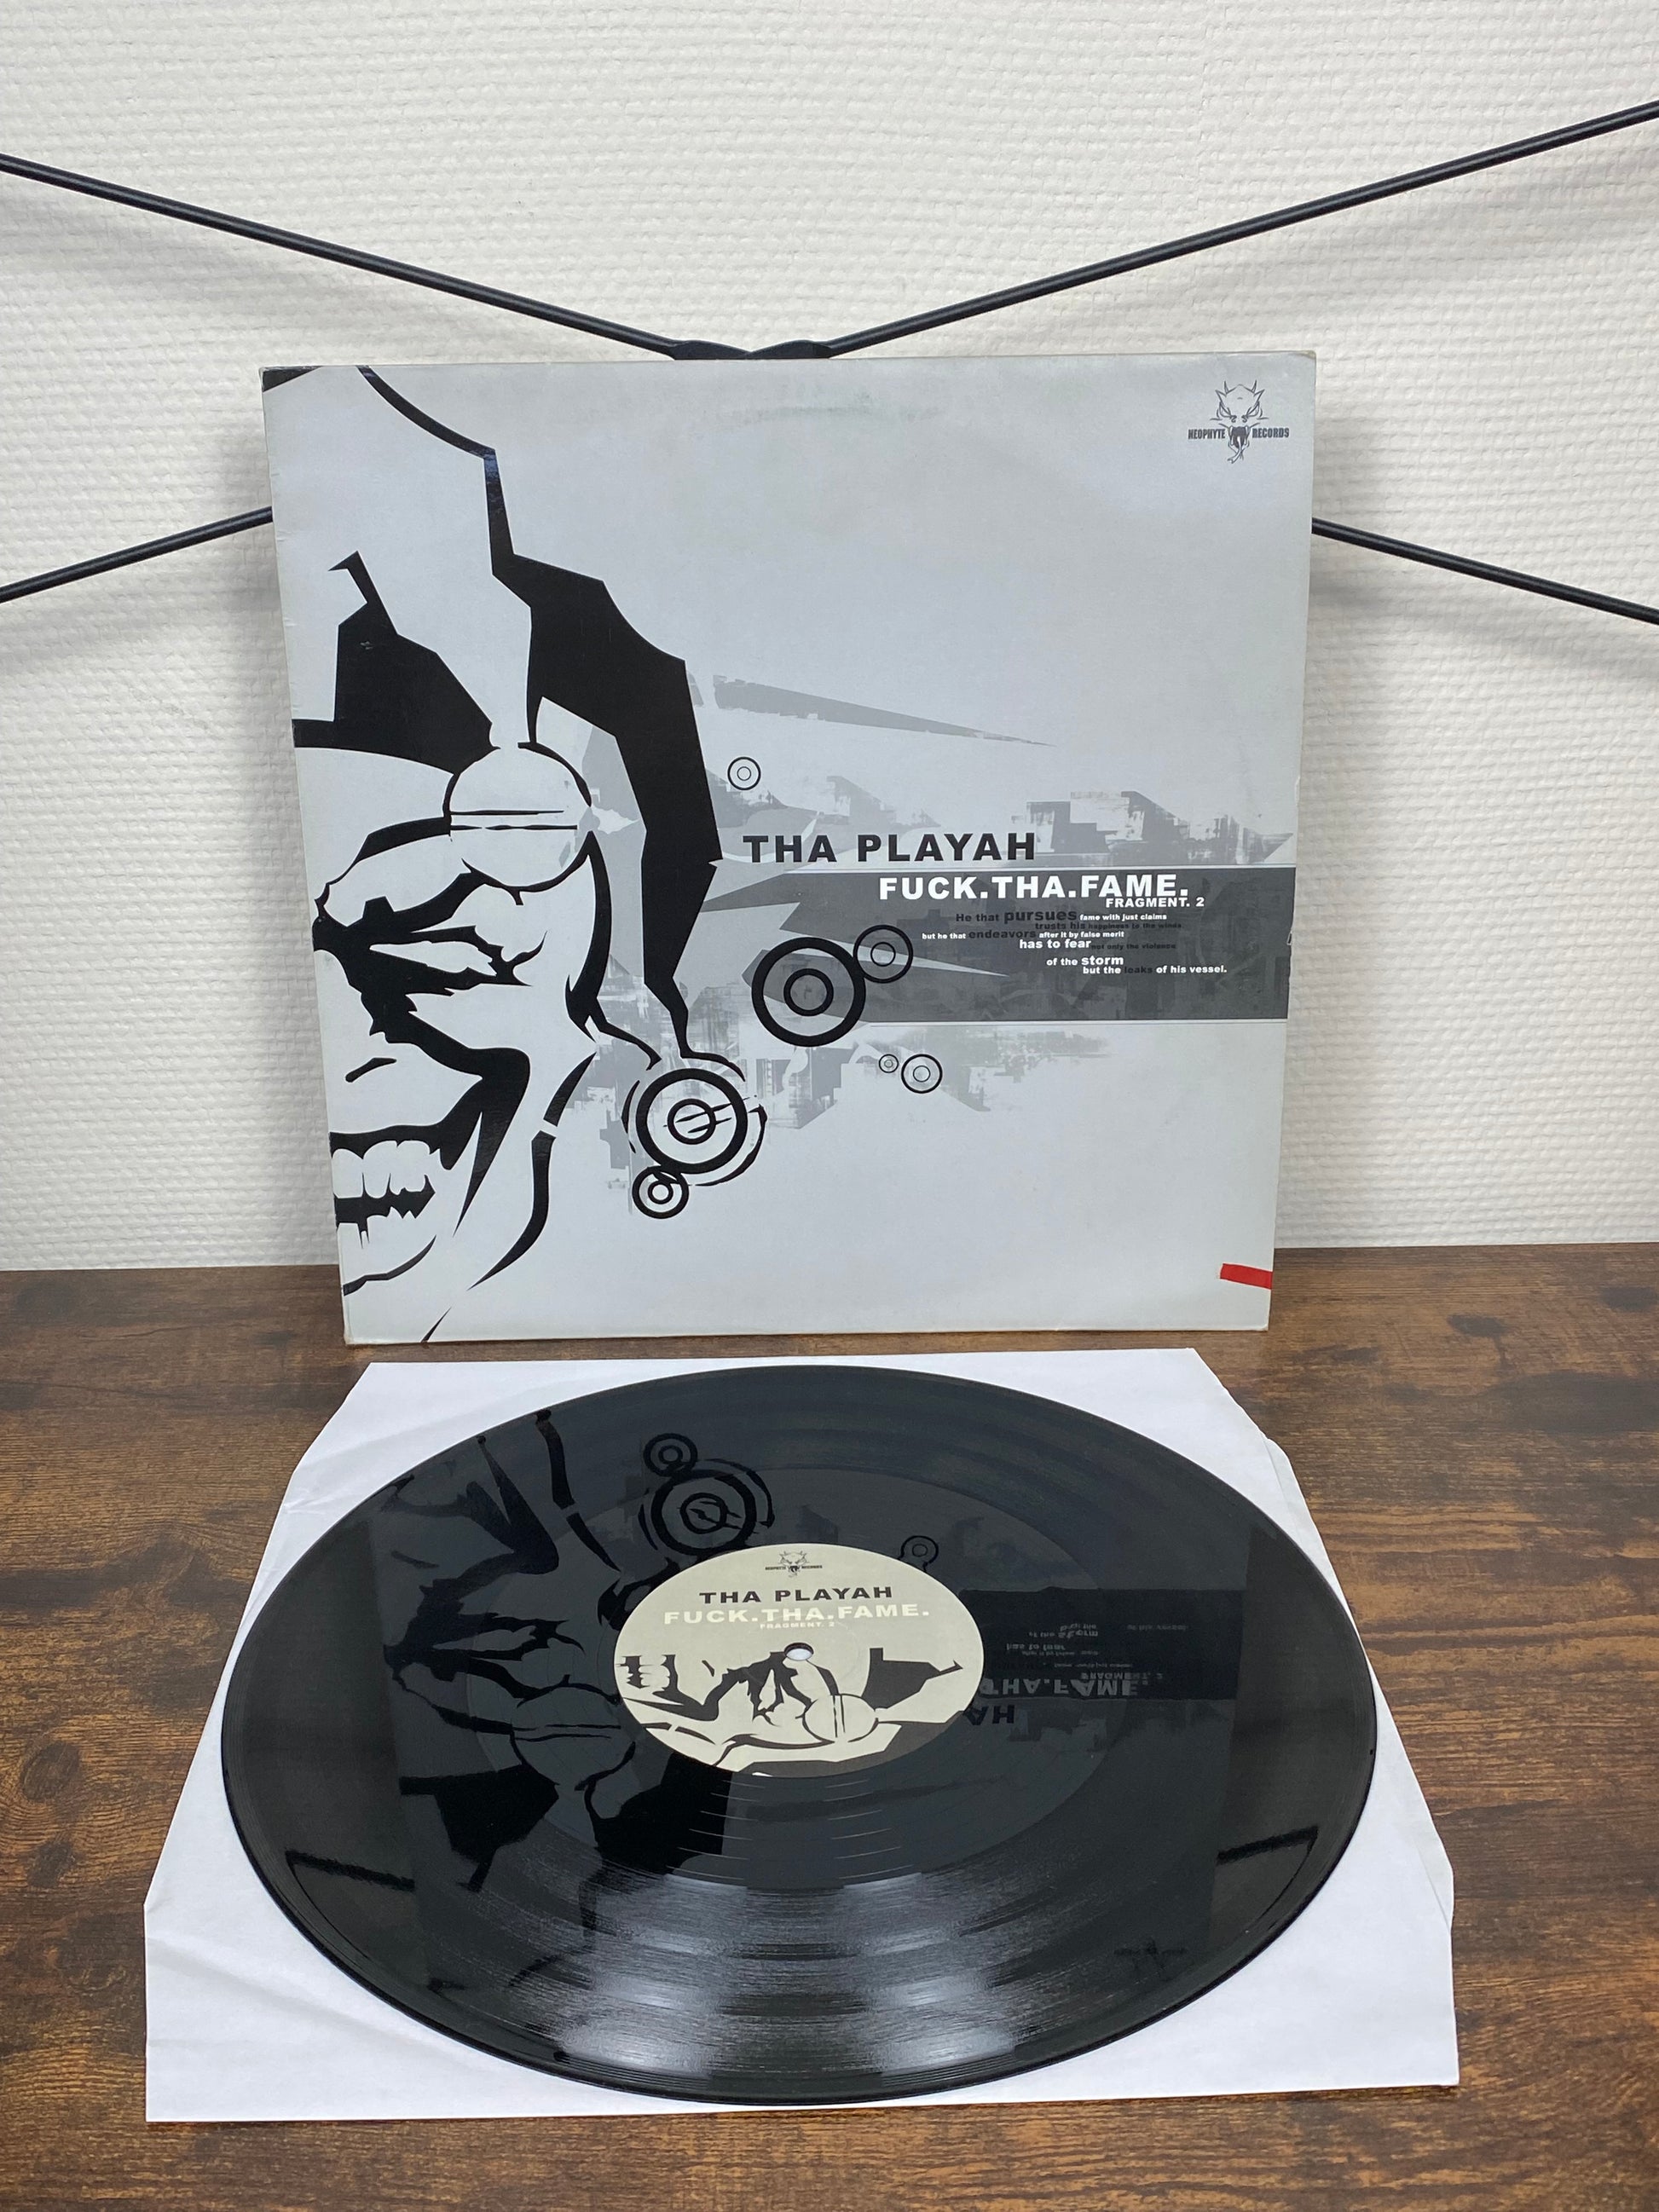 NEOPHYTE RECORDS
THA PLAYAH
FUCK.THA.FAME.
FRAGMENT. 2
He that pursues fame with just claims
trusts his happiness to the winds
but he that endeavors after it by false merit
has to fear not only the violence
of the storm
but the leaks of his vessel.
NEOPHYTE RECORDS
THA PLAYAH
FUCK.THA.FAME.
FRAGMENT. 2